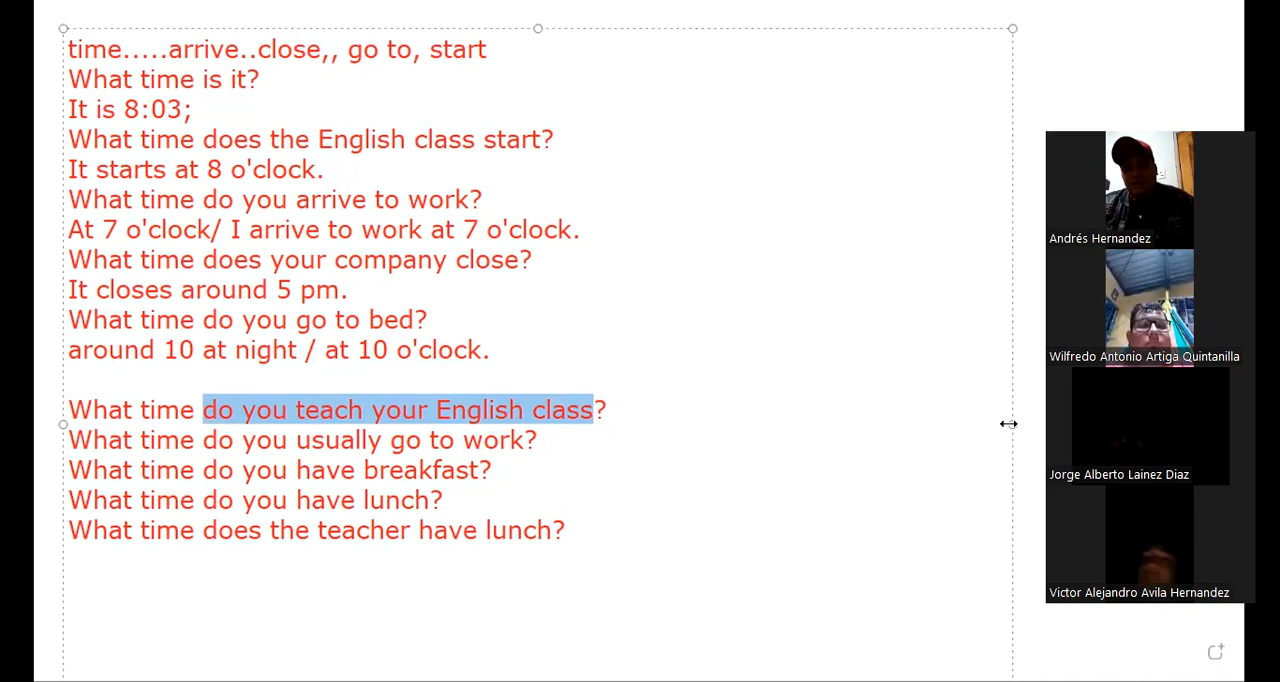 time.....arrive..close,, go to, start
What time is it?
It is 8:03;
What time does the English class start?
It starts at 8 o'clock.
What time do you arrive to work?
At 7 o'clock/ I arrive to work at 7 o'clock.
What time does your company close?
It closes around 5 pm.
What time do you go to bed?
around 10 at night / at 10 o'clock.
What time do you teach your English class?
What time do you usually go to work?
What time do you have breakfast?
What time do you have lunch?
What time does the teacher have lunch?
Andrés Hernandez
Wilfredo Antonio Artiga Quintanilla
Jorge Alberto Lainez Diaz
Victor Alejandro Avila Hernandez